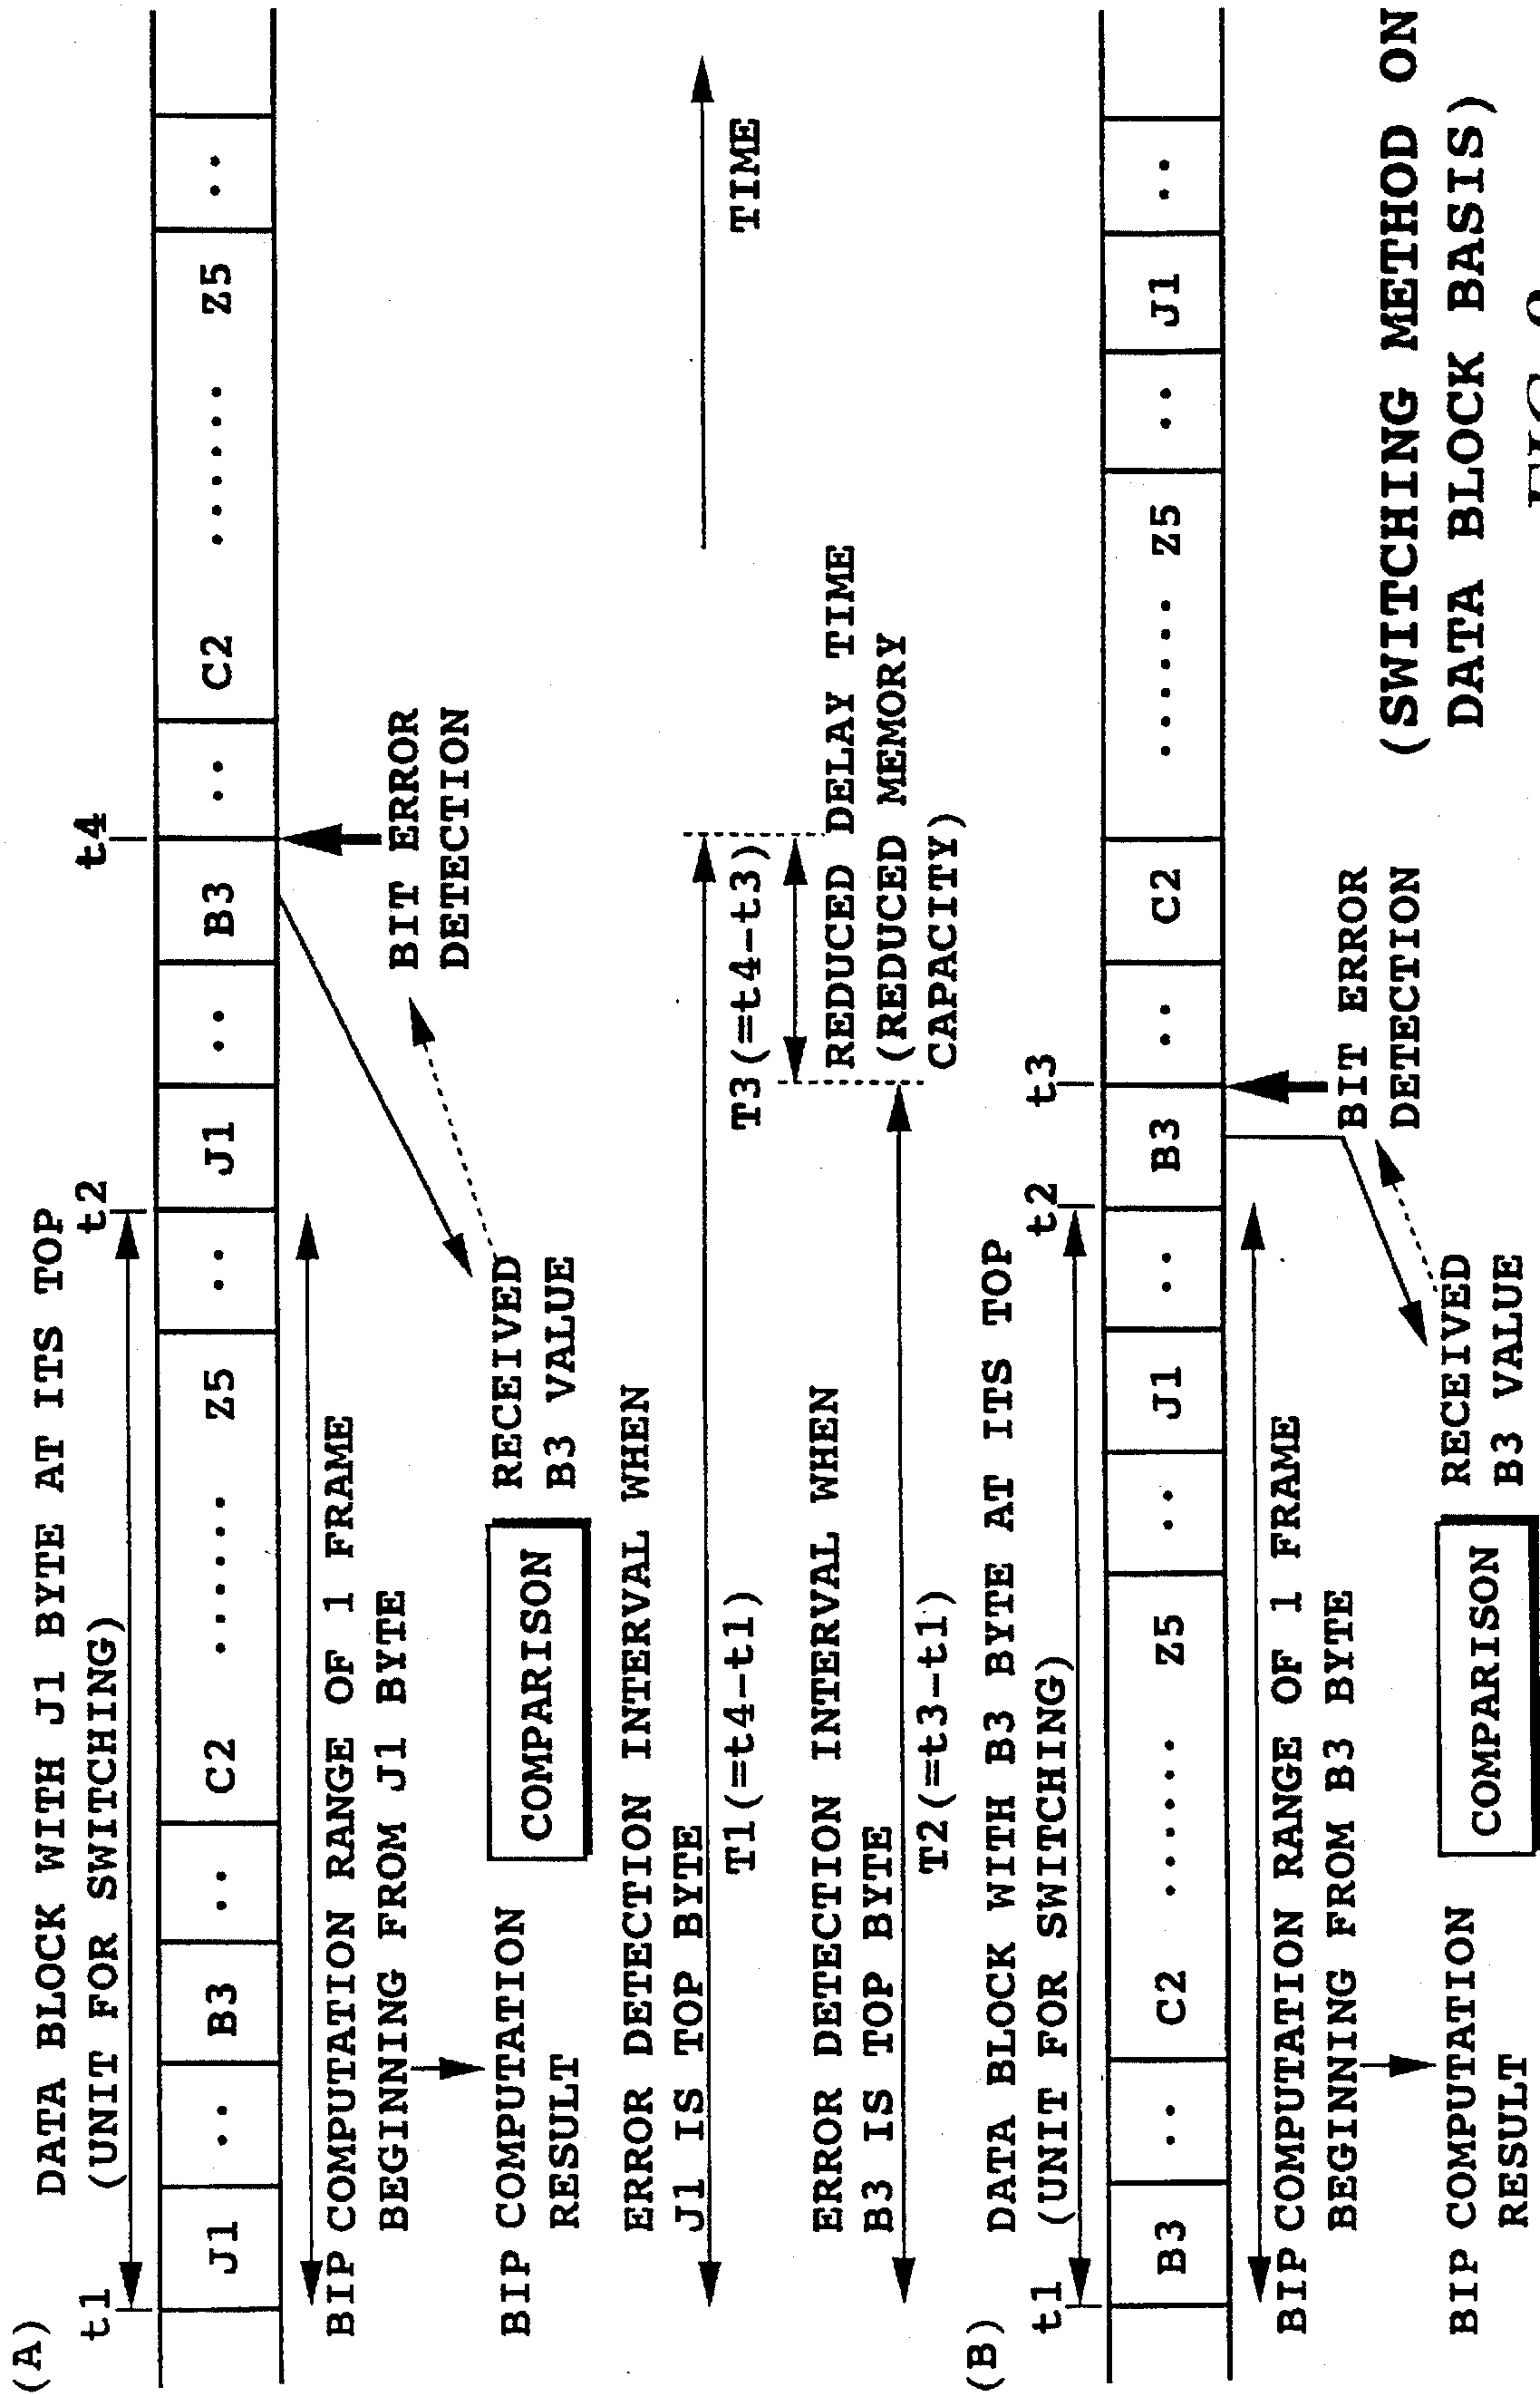 (A)
DATA BLOCK WITH J1 BYTE AT ITS TOP
(UNIT FOR SWITCHING)
t1
t2
t4
J1 .. B3 .. C2 ...... Z5 .. J1 .. B3 .. C2 ...... Z5 ..
BIP COMPUTATION RANGE OF 1 FRAME
BEGINNING FROM J1 BYTE
BIT ERROR
DETECTION
BIP COMPUTATION
RESULT
COMPARISON
RECEIVED
B3 VALUE
ERROR DETECTION INTERVAL WHEN
J1 IS TOP BYTE
T1(=t4-t1)
T3(=t4-t3)
TIME
REDUCED DELAY TIME
(REDUCED MEMORY
CAPACITY)
ERROR DETECTION INTERVAL WHEN
B3 IS TOP BYTE
T2(=t3-t1)
(B)
DATA BLOCK WITH B3 BYTE AT ITS TOP
(UNIT FOR SWITCHING)
t1
t2
t3
B3 .. C2 ...... Z5 .. J1 .. B3 .. C2 ...... Z5 .. J1 ..
BIP COMPUTATION RANGE OF 1 FRAME
BEGINNING FROM B3 BYTE
BIT ERROR
DETECTION
BIP COMPUTATION
RESULT
COMPARISON
RECEIVED
B3 VALUE
(SWITCHING METHOD ON
DATA BLOCK BASIS)
FIG.